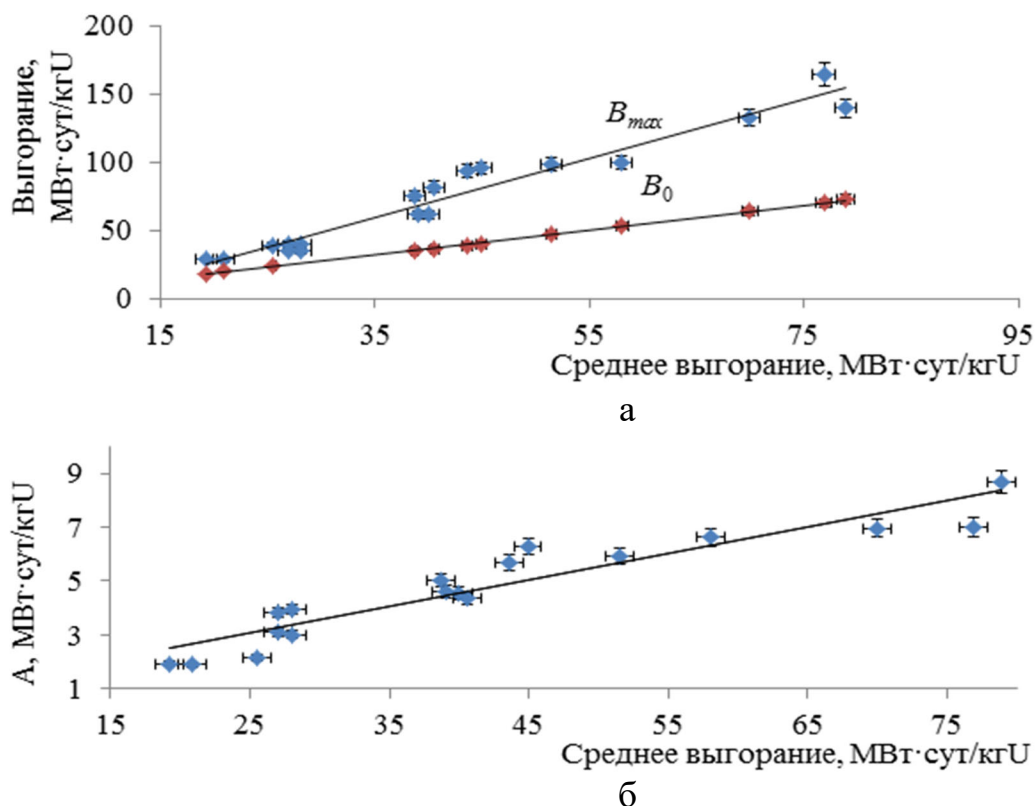 Выгорание,
МВт·сут/кгU
200
150
100
50
0
B_max
B_0
15 35 55 75 95
Среднее выгорание, МВт·сут/кгU
а
А, МВт·сут/кгU
9
7
5
3
1
15 25 35 45 55 65 75
Среднее выгорание, МВт·сут/кгU
б